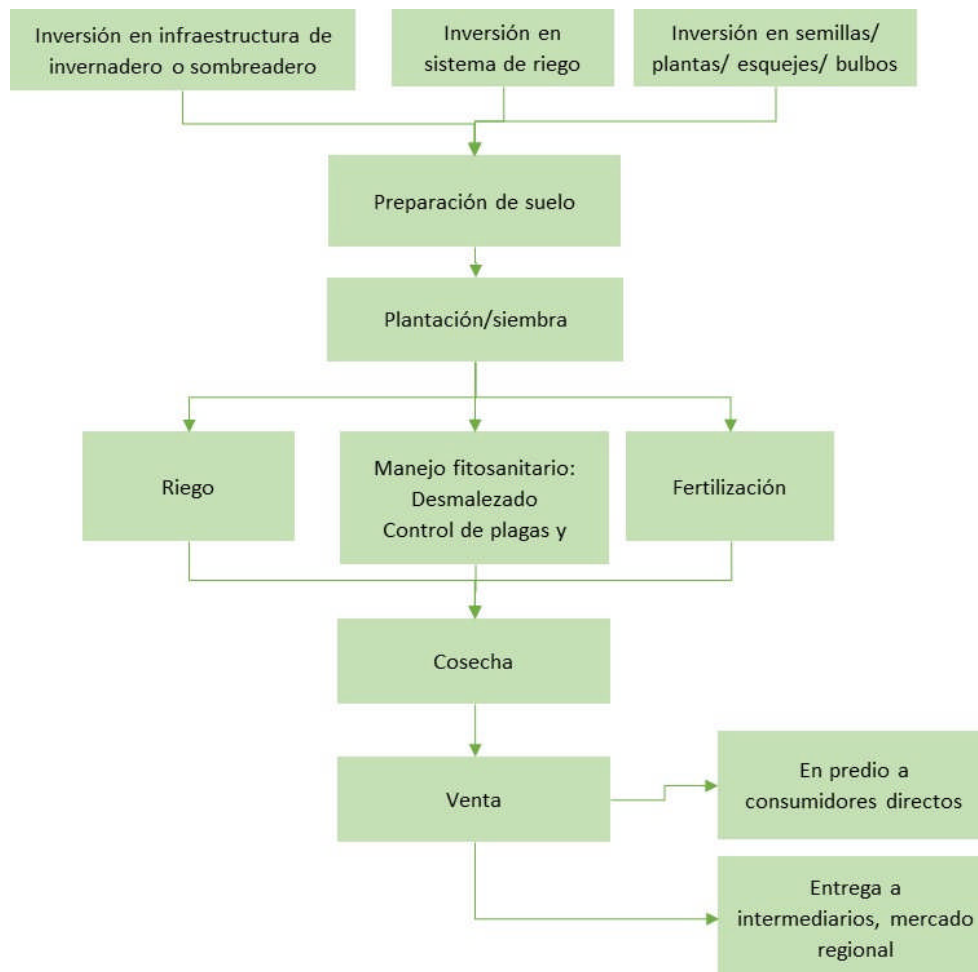 Inversión en infraestructura de
invernadero o sombreadero
Inversión en
sistema de riego
Inversión en semillas/
plantas/ esquejes/ bulbos
Preparación de suelo
Plantación/siembra
Riego
Manejo fitosanitario:
Desmalezado
Control de plagas y
Fertilización
Cosecha
Venta
En predio a
consumidores directos
Entrega a
intermediarios, mercado
regional